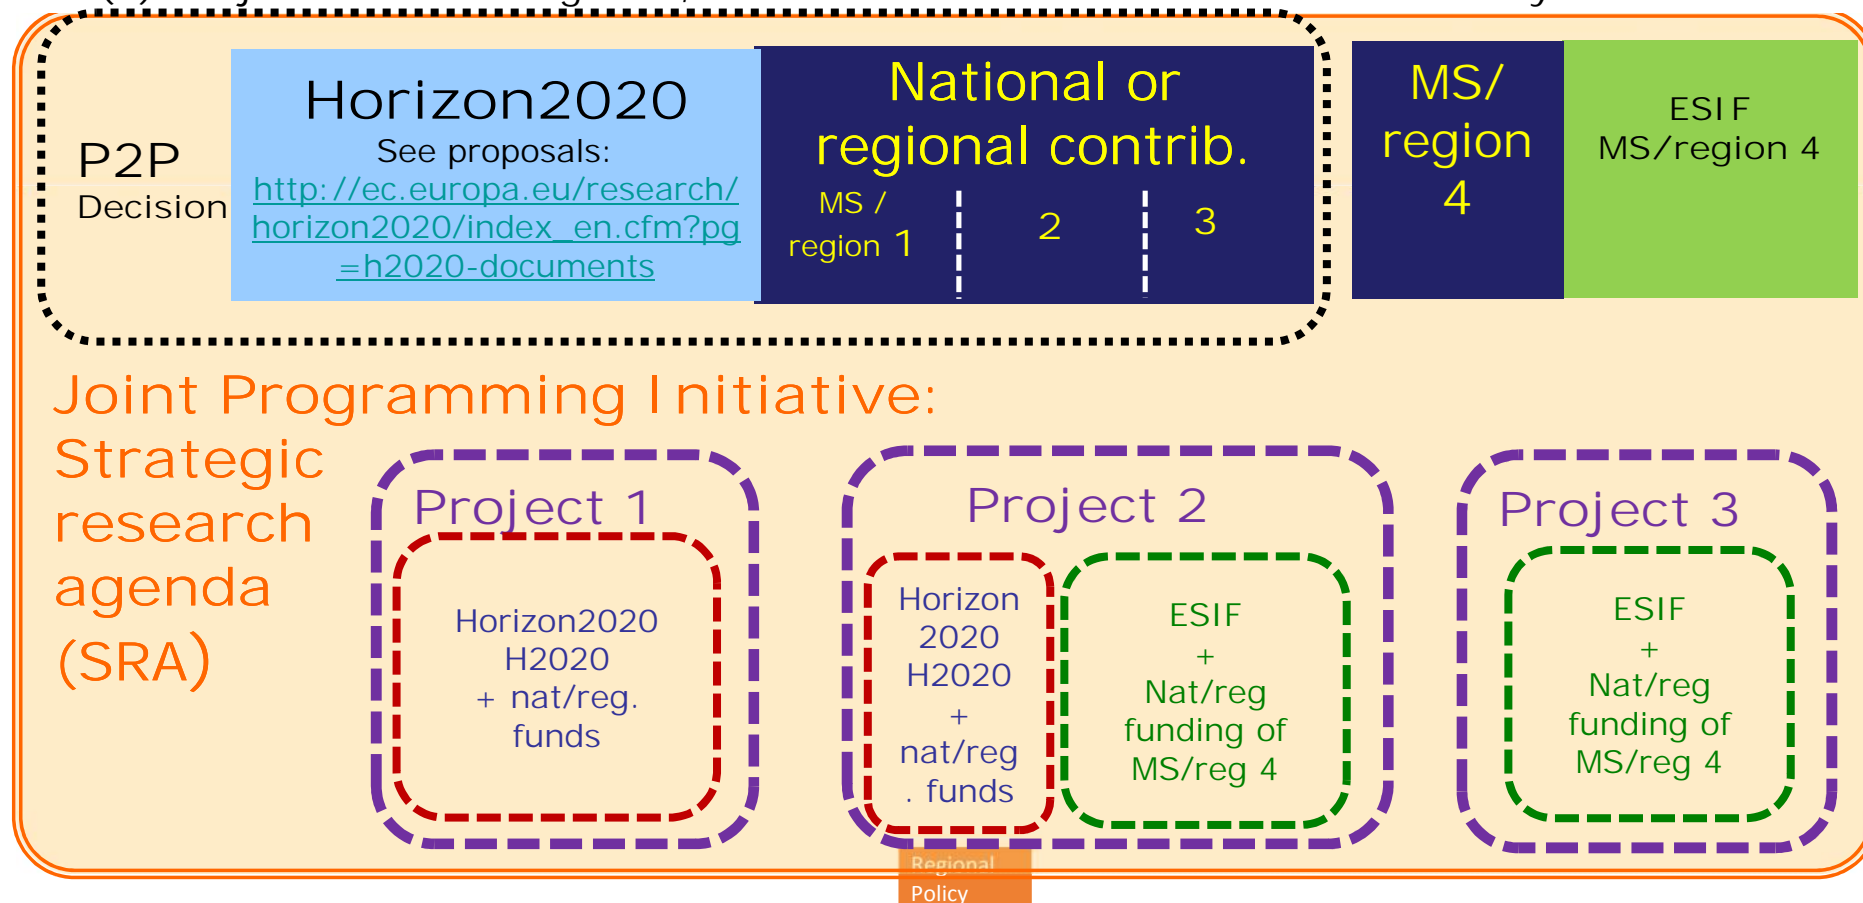 P2P
Decision
Horizon2020
See proposals:
http://ec.europa.eu/research/
horizon2020/index_en.cfm?pg
=h2020-documents
National or
regional contrib.
MS /
region 1
2
3
MS/
region
4
ESIF
MS/region 4
Joint Programming Initiative:
Strategic
research
agenda
(SRA)
Project 1
Horizon2020
H2020
+ nat/reg.
funds
Project 2
Horizon
2020
H2020
+
nat/reg
. funds
ESIF
+
Nat/reg
funding of
MS/reg 4
Project 3
ESIF
+
Nat/reg
funding of
MS/reg 4
Regional
Policy